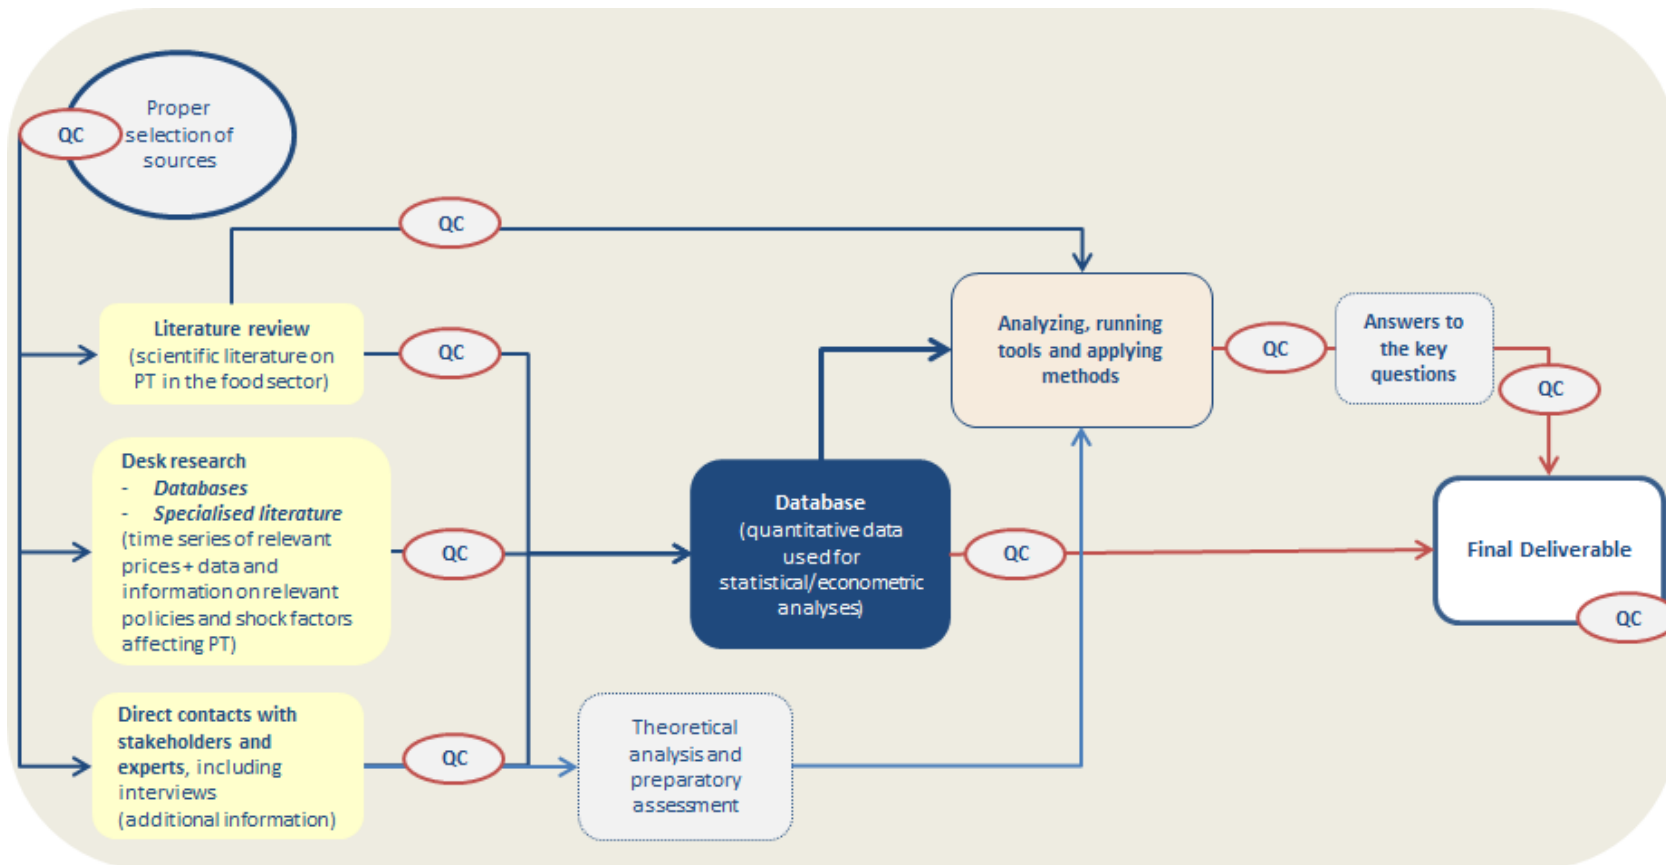 Proper
selection of
sources
QC
QC
Literature review
(scientific literature on
PT in the food sector)
QC
Desk research
- Databases
- Specialised literature
(time series of relevant
prices + data and
information on relevant
policies and shock factors
affecting PT)
QC
Direct contacts with
stakeholders and
experts, including
interviews
(additional information)
QC
Database
(quantitative data
used for
statistical/econometric
analyses)
QC
Theoretical
analysis and
preparatory
assessment
Analyzing, running
tools and applying
methods
QC
Answers to
the key
questions
QC
Final Deliverable
QC